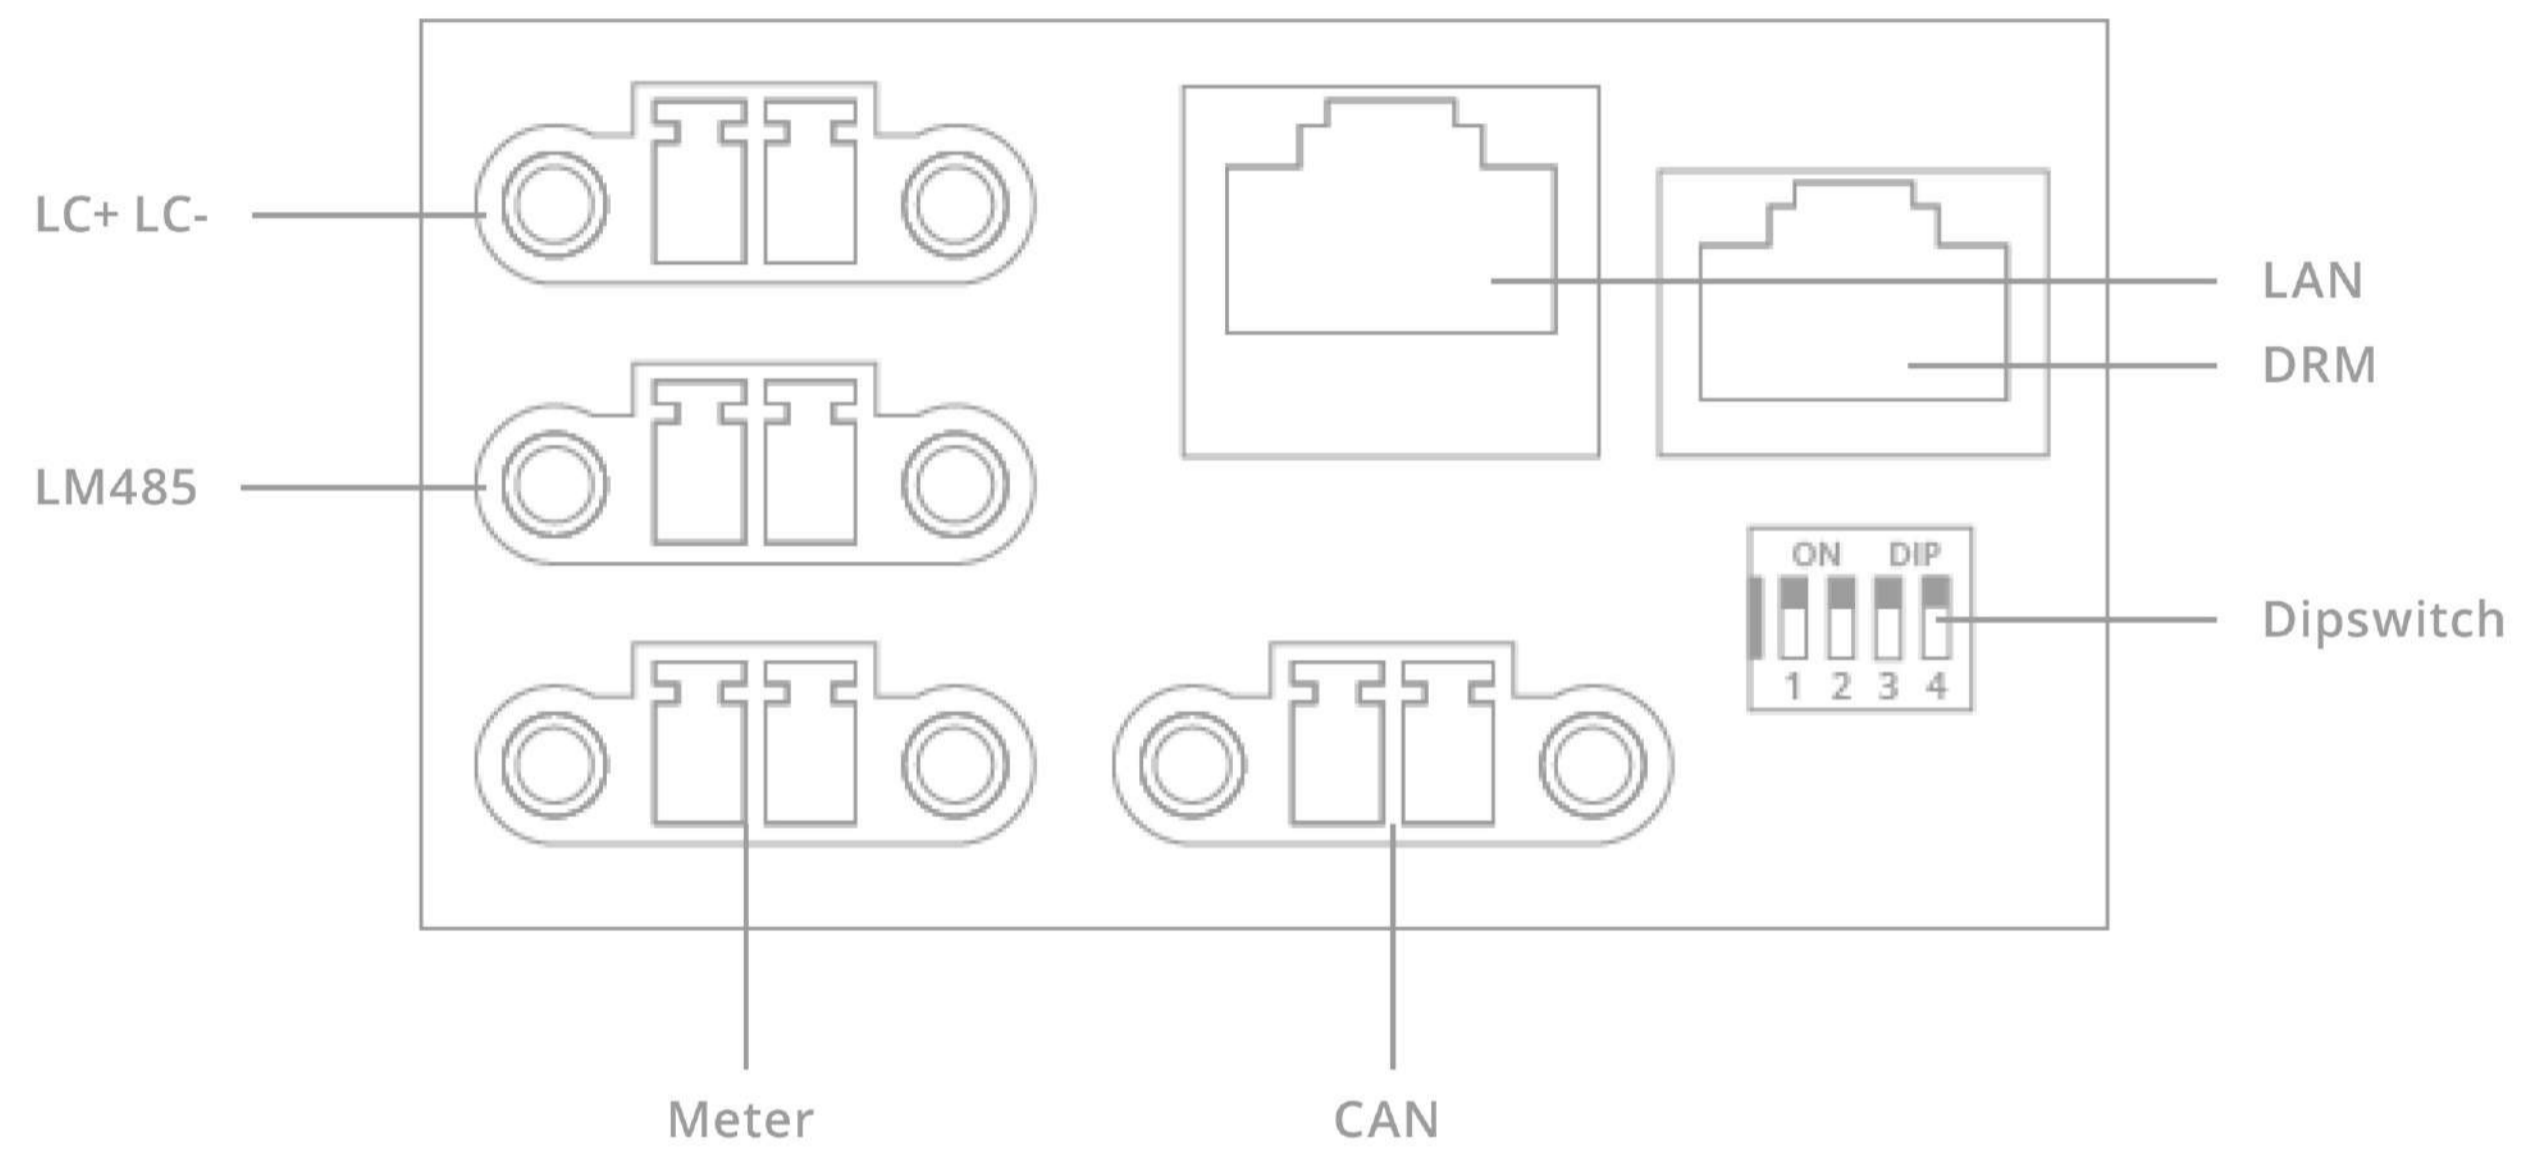 LC+ LC-
LAN
DRM
LM485
ON DIP
Dipswitch
1 2 3 4
Meter
CAN